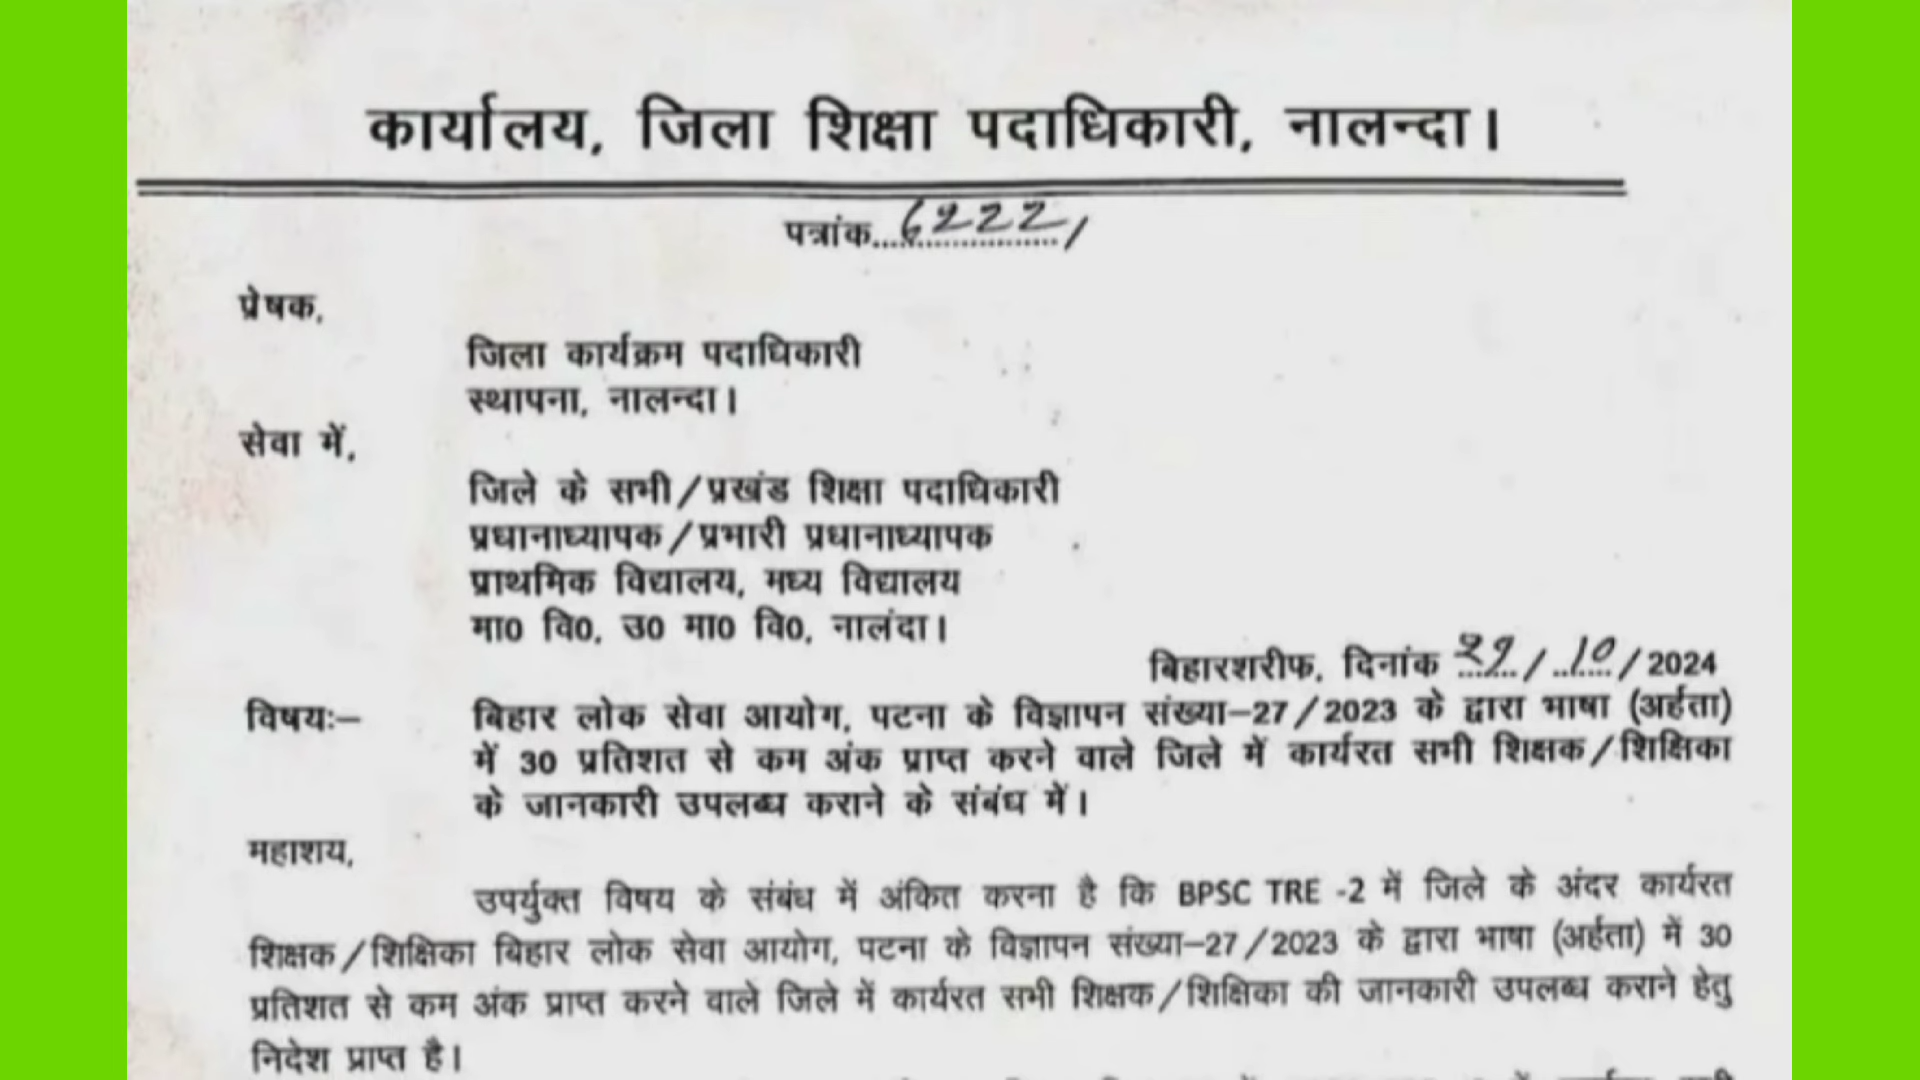 कार्यालय, जिला शिक्षा पदाधिकारी, नालन्दा।
पत्रांक....6222/
प्रेषक,
जिला कार्यक्रम पदाधिकारी
स्थापना, नालन्दा।
सेवा में,
जिले के सभी/प्रखंड शिक्षा पदाधिकारी
प्रधानाध्यापक/प्रभारी प्रधानाध्यापक
प्राथमिक विद्यालय, मध्य विद्यालय
मा0 वि0, उ0 मा0 वि0, नालंदा।
बिहारशरीफ, दिनांक 29/10/2024
विषयः– बिहार लोक सेवा आयोग, पटना के विज्ञापन संख्या–27/2023 के द्वारा भाषा (अर्हता)
में 30 प्रतिशत से कम अंक प्राप्त करने वाले जिले में कार्यरत सभी शिक्षक/शिक्षिका
के जानकारी उपलब्ध कराने के संबंध में।
महाशय,
उपर्युक्त विषय के संबंध में अंकित करना है कि BPSC TRE -2 में जिले के अंदर कार्यरत
शिक्षक/शिक्षिका बिहार लोक सेवा आयोग, पटना के विज्ञापन संख्या–27/2023 के द्वारा भाषा (अर्हता) में 30
प्रतिशत से कम अंक प्राप्त करने वाले जिले में कार्यरत सभी शिक्षक/शिक्षिका की जानकारी उपलब्ध कराने हेतु
निदेश प्राप्त है।